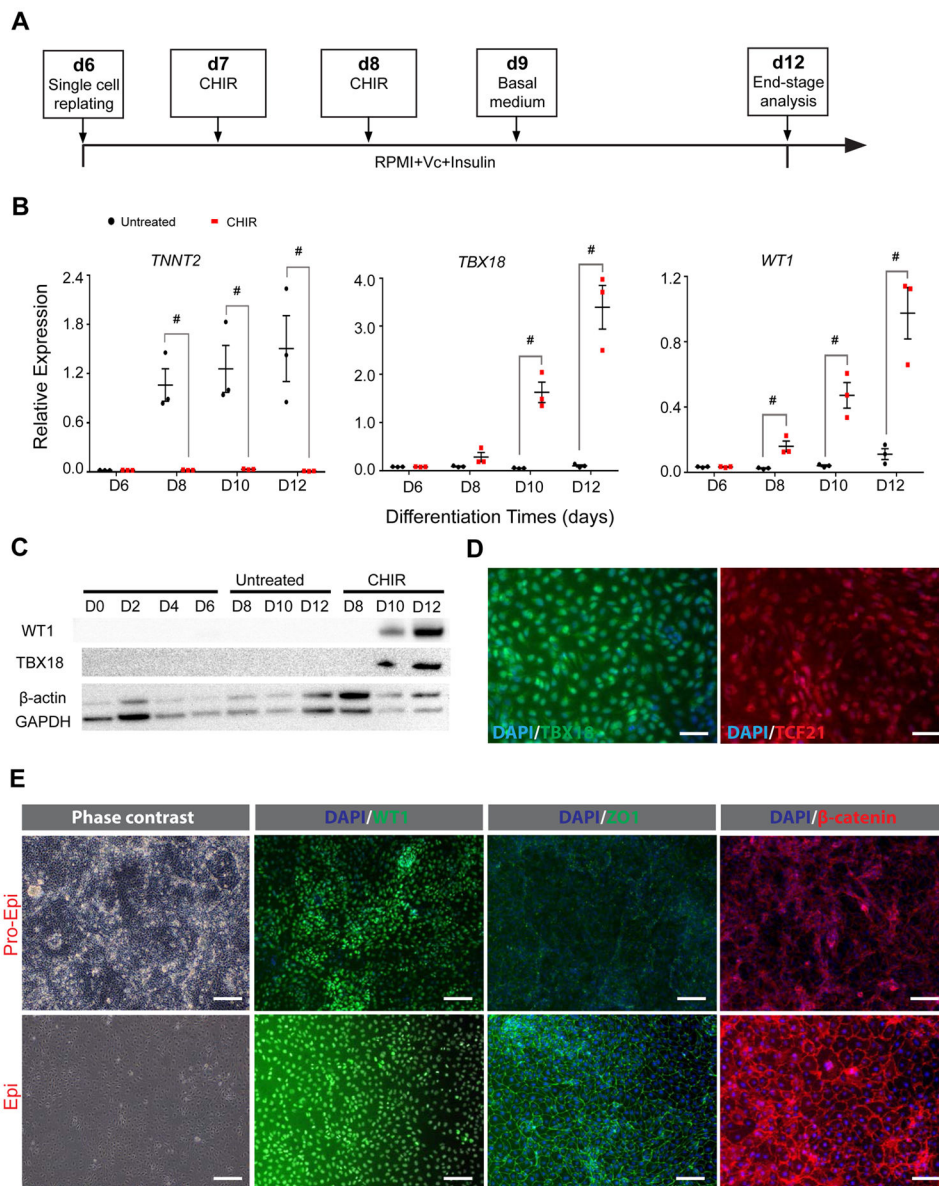 A
d6
Single cell
replating
d7
CHIR
d8
CHIR
d9
Basal
medium
d12
End-stage
analysis
RPMI+Vc+Insulin
B
Untreated CHIR
TNNT2
TBX18
WT1
Relative Expression
2.4
1.8
1.2
0.6
0.0
# # #
D6 D8 D10 D12
4.0
3.0
2.0
1.0
0.0
# #
D6 D8 D10 D12
1.2
0.8
0.4
0.0
# # #
D6 D8 D10 D12
Differentiation Times (days)
C
Untreated CHIR
D0 D2 D4 D6 D8 D10 D12 D8 D10 D12
WT1
TBX18
β-actin
GAPDH
D
DAPI/TBX18
DAPI/TCF21
E
Phase contrast DAPI/WT1 DAPI/ZO1 DAPI/β-catenin
Pro-Epi
Epi